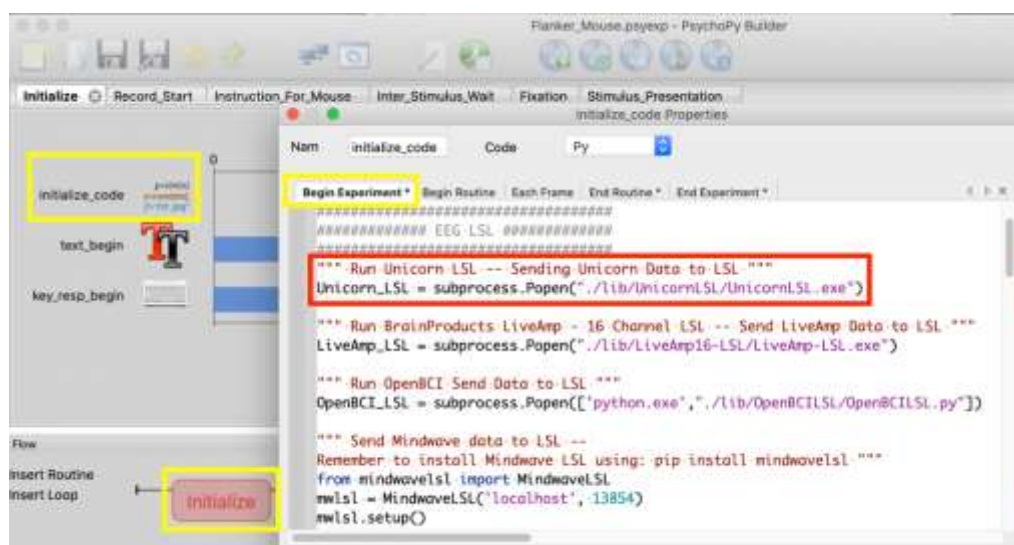 Flanker_Mouse.psyexp - PsychoPy Builder
Initialize Record_Start Instruction_For_Mouse Inter_Stimulus_Wait Fixation Stimulus_Presentation
initialize_code Properties
Nam initialize_code Code Py
Begin Experiment * Begin Routine Each Frame End Routine * End Experiment *
0
initialize_code
text_begin
key_resp_begin
####################################
############# EEG LSL #############
####################################
""" Run Unicorn LSL -- Sending Unicorn Data to LSL """
Unicorn_LSL = subprocess.Popen("./lib/UnicornLSL/UnicornLSL.exe")
""" Run BrainProducts LiveAmp - 16 Channel LSL -- Send LiveAmp Data to LSL """
LiveAmp_LSL = subprocess.Popen("./lib/LiveAmp16-LSL/LiveAmp-LSL.exe")
""" Run OpenBCI Send Data to LSL """
OpenBCI_LSL = subprocess.Popen(['python.exe',"./lib/OpenBCILSL/OpenBCILSL.py"])
""" Send Mindwave data to LSL --
Remember to install Mindwave LSL using: pip install mindwavelsl """
from mindwavelsl import MindwaveLSL
mwlsl = MindwaveLSL('localhost', 13854)
mwlsl.setup()
Flow
Insert Routine
Insert Loop
Initialize